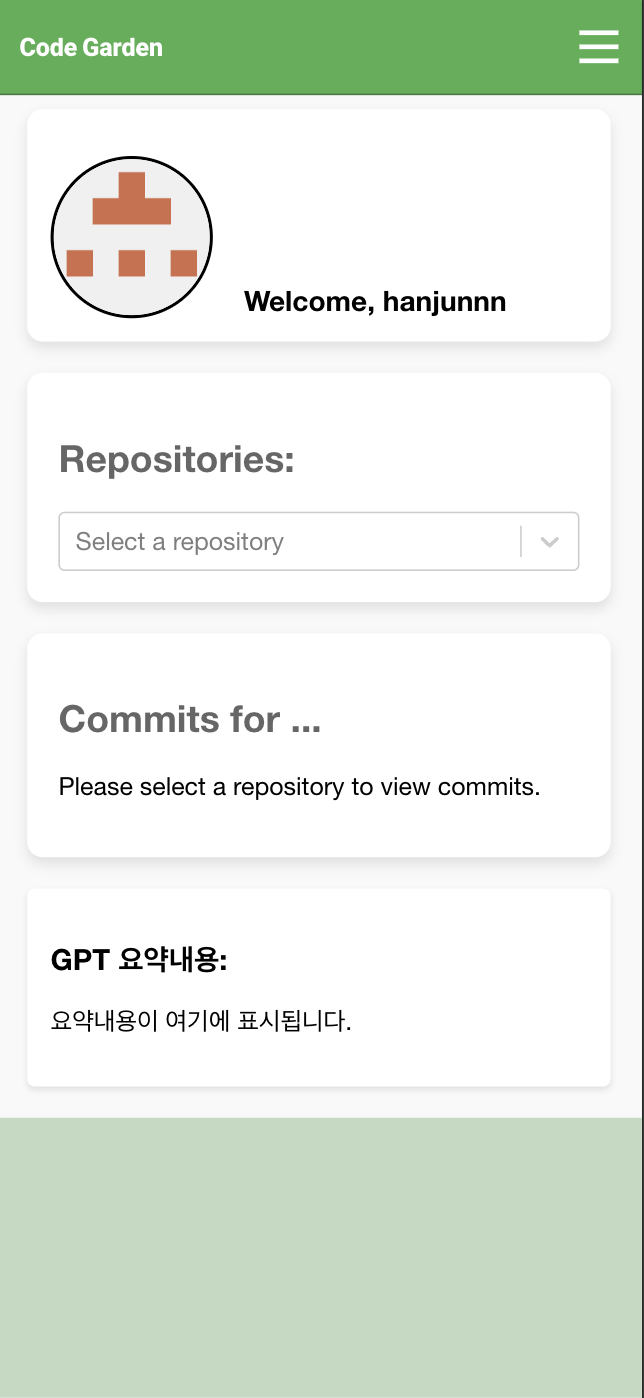 Code Garden
Welcome, hanjunnn
Repositories:
Select a repository
Commits for ...
Please select a repository to view commits.
GPT 요약내용:
요약내용이 여기에 표시됩니다.